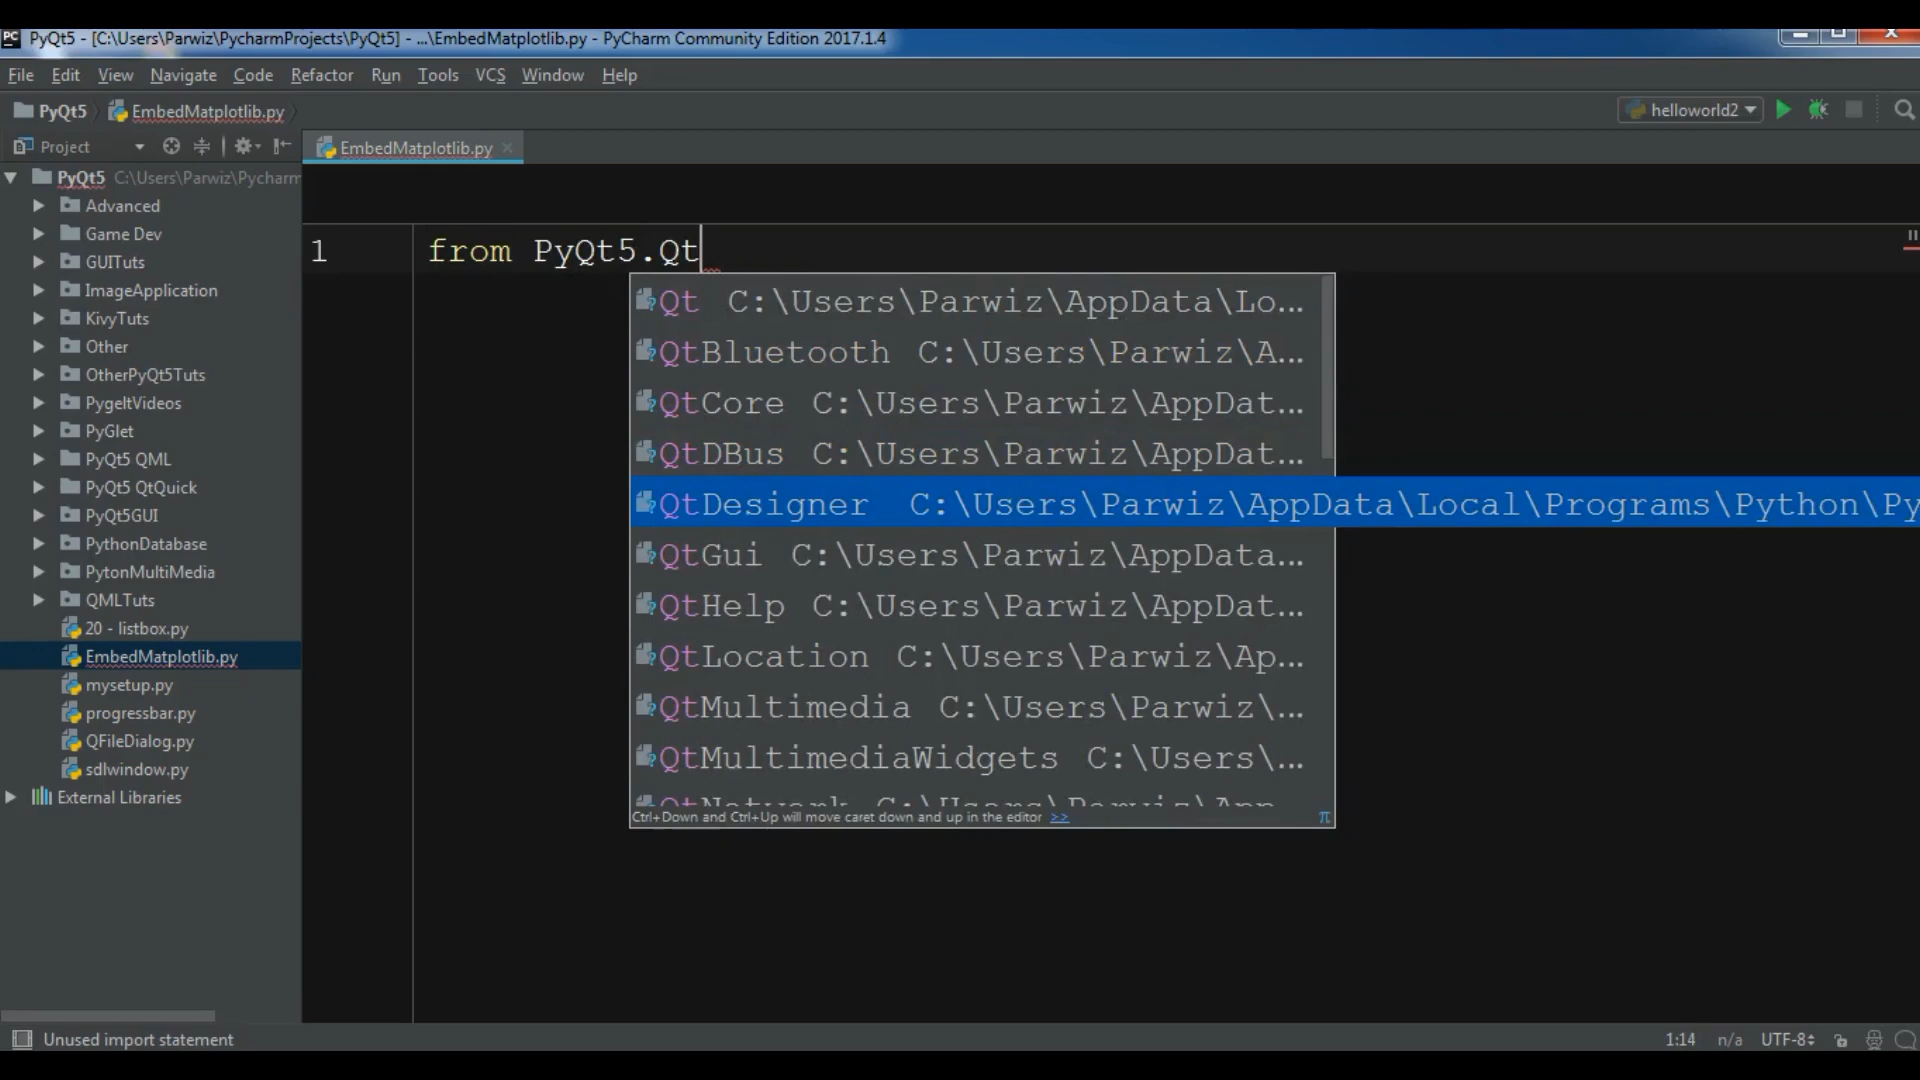 PC PyQt5 - [C:\Users\Parwiz\PycharmProjects\PyQt5] - ...\EmbedMatplotlib.py - PyCharm Community Edition 2017.1.4
File Edit View Navigate Code Refactor Run Tools VCS Window Help
PyQt5 EmbedMatplotlib.py helloworld2
Project
EmbedMatplotlib.py
PyQt5 C:\Users\Parwiz\Pycharm
Advanced
Game Dev
GUITuts
ImageApplication
KivyTuts
Other
OtherPyQt5Tuts
PygeltVideos
PyGlet
PyQt5 QML
PyQt5 QtQuick
PyQt5GUI
PythonDatabase
PytonMultiMedia
QMLTuts
20 - listbox.py
EmbedMatplotlib.py
mysetup.py
progressbar.py
QFileDialog.py
sdlwindow.py
External Libraries
1 from PyQt5.Qt
Qt C:\Users\Parwiz\AppData\Lo...
QtBluetooth C:\Users\Parwiz\A...
QtCore C:\Users\Parwiz\AppDat...
QtDBus C:\Users\Parwiz\AppDat...
QtDesigner C:\Users\Parwiz\AppData\Local\Programs\Python\Py
QtGui C:\Users\Parwiz\AppData...
QtHelp C:\Users\Parwiz\AppDat...
QtLocation C:\Users\Parwiz\Ap...
QtMultimedia C:\Users\Parwiz\...
QtMultimediaWidgets C:\Users\...
QtNetwork C:\Users\Parwiz\App
Ctrl+Down and Ctrl+Up will move caret down and up in the editor >> π
Unused import statement 1:14 n/a UTF-8